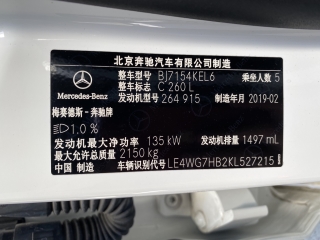 北京奔驰汽车有限公司制造
整车型号 BJ7154KEL6 乘坐人数 5
整车标志 C 260 L
Mercedes-Benz 发动机型号 264 915 制造年月 2019-02
梅赛德斯-奔驰牌
1.0 %
发动机最大净功率 135 kW 发动机排量 1497 mL
最大允许总质量 2150 kg
中国 制造 车辆识别代号 LE4WG7HB2KL527215